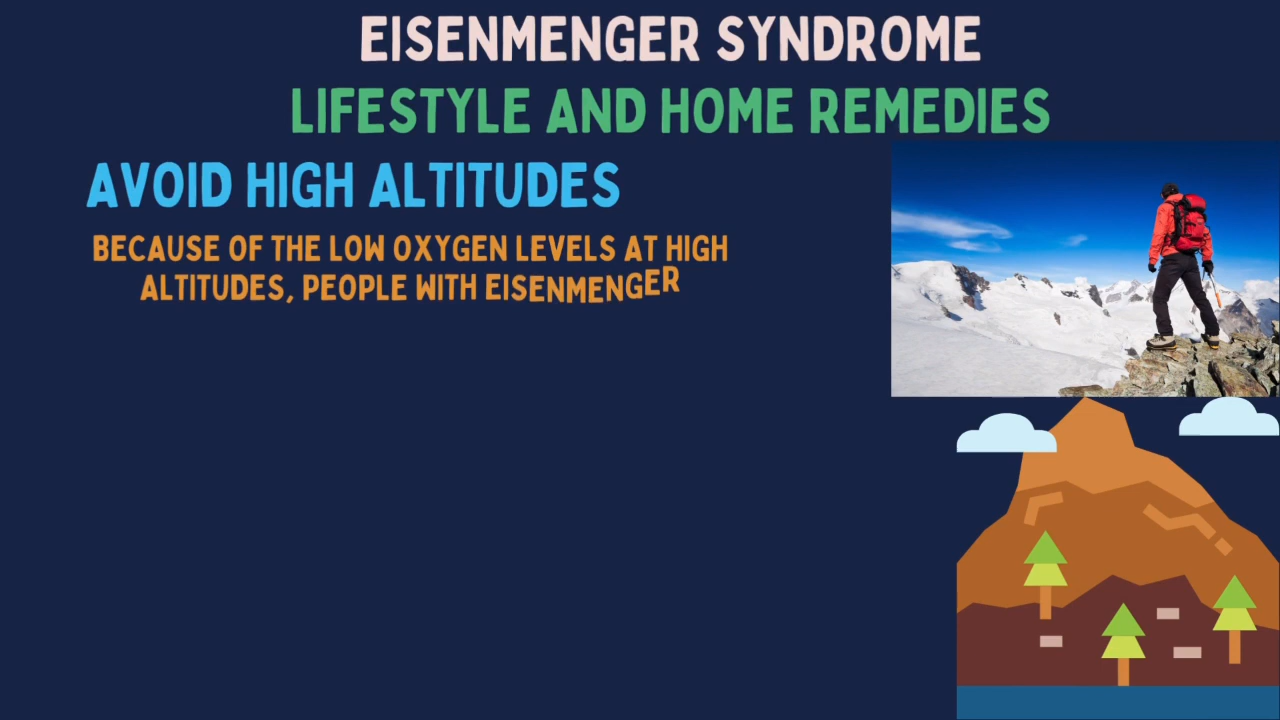 EISENMENGER SYNDROME
LIFESTYLE AND HOME REMEDIES
AVOID HIGH ALTITUDES
BECAUSE OF THE LOW OXYGEN LEVELS AT HIGH
ALTITUDES, PEOPLE WITH EISENMENGER